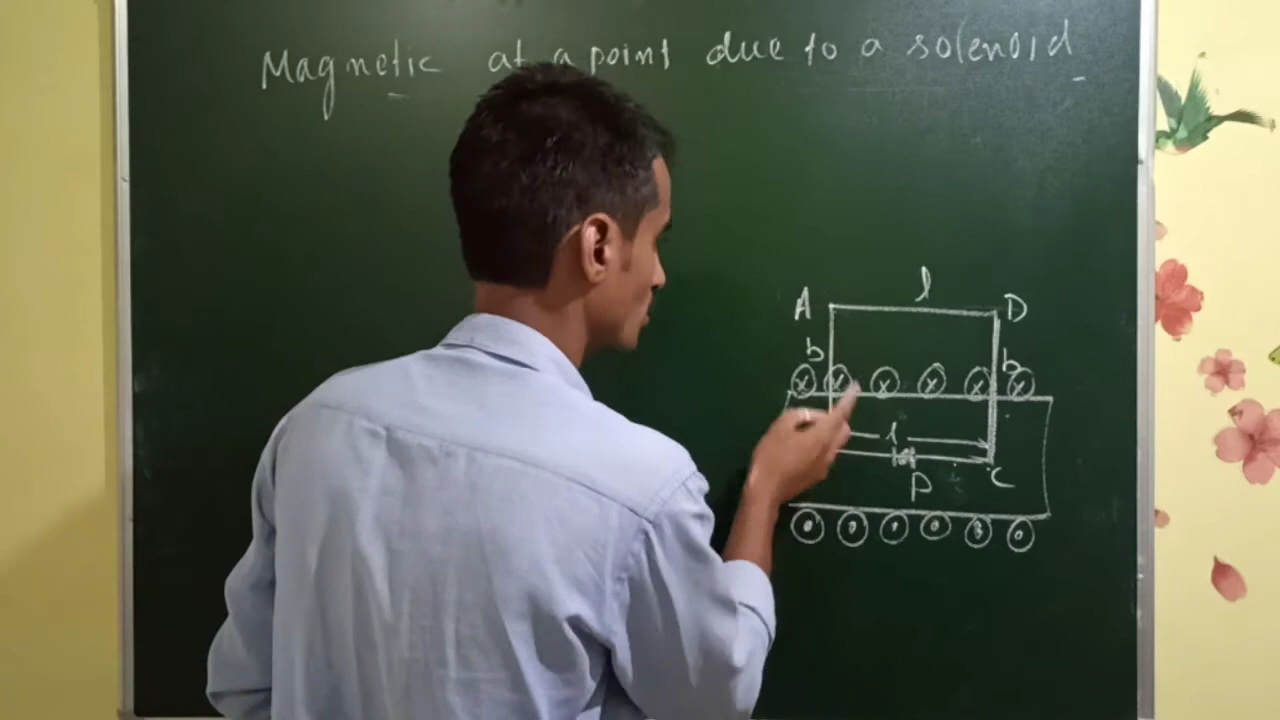 Magnetic at a point due to a solenoid
l
A D
b b
x x x x x x
l
C
P